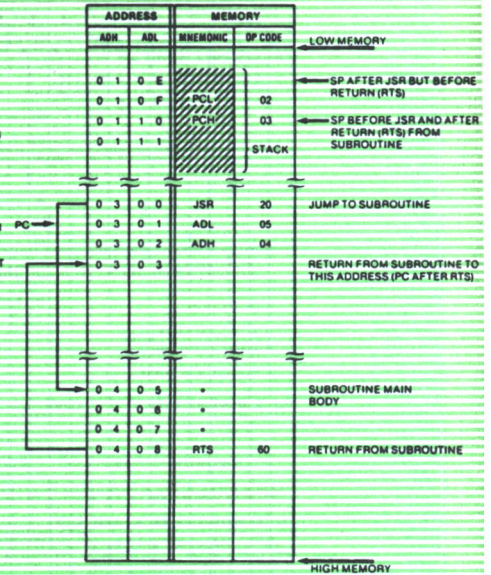 ADDRESS MEMORY
ADH ADL MNEMONIC OP CODE
LOW MEMORY
0 1 0 E SP AFTER JSR BUT BEFORE
RETURN (RTS)
0 1 0 F PCL 02
0 1 1 0 PCH 03 SP BEFORE JSR AND AFTER
RETURN (RTS) FROM
SUBROUTINE
0 1 1 1
STACK
0 3 0 0 JSR 20 JUMP TO SUBROUTINE
PC 0 3 0 1 ADL 05
0 3 0 2 ADH 04
0 3 0 3 RETURN FROM SUBROUTINE TO
THIS ADDRESS (PC AFTER RTS)
0 4 0 5 • SUBROUTINE MAIN
BODY
0 4 0 6 •
0 4 0 7 •
0 4 0 8 RTS 60 RETURN FROM SUBROUTINE
HIGH MEMORY